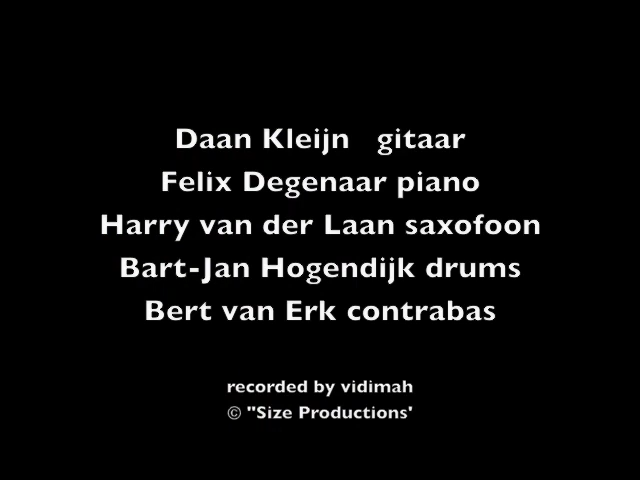 Daan Kleijn gitaar
Felix Degenaar piano
Harry van der Laan saxofoon
Bart-Jan Hogendijk drums
Bert van Erk contrabas
recorded by vidimah
© "Size Productions'